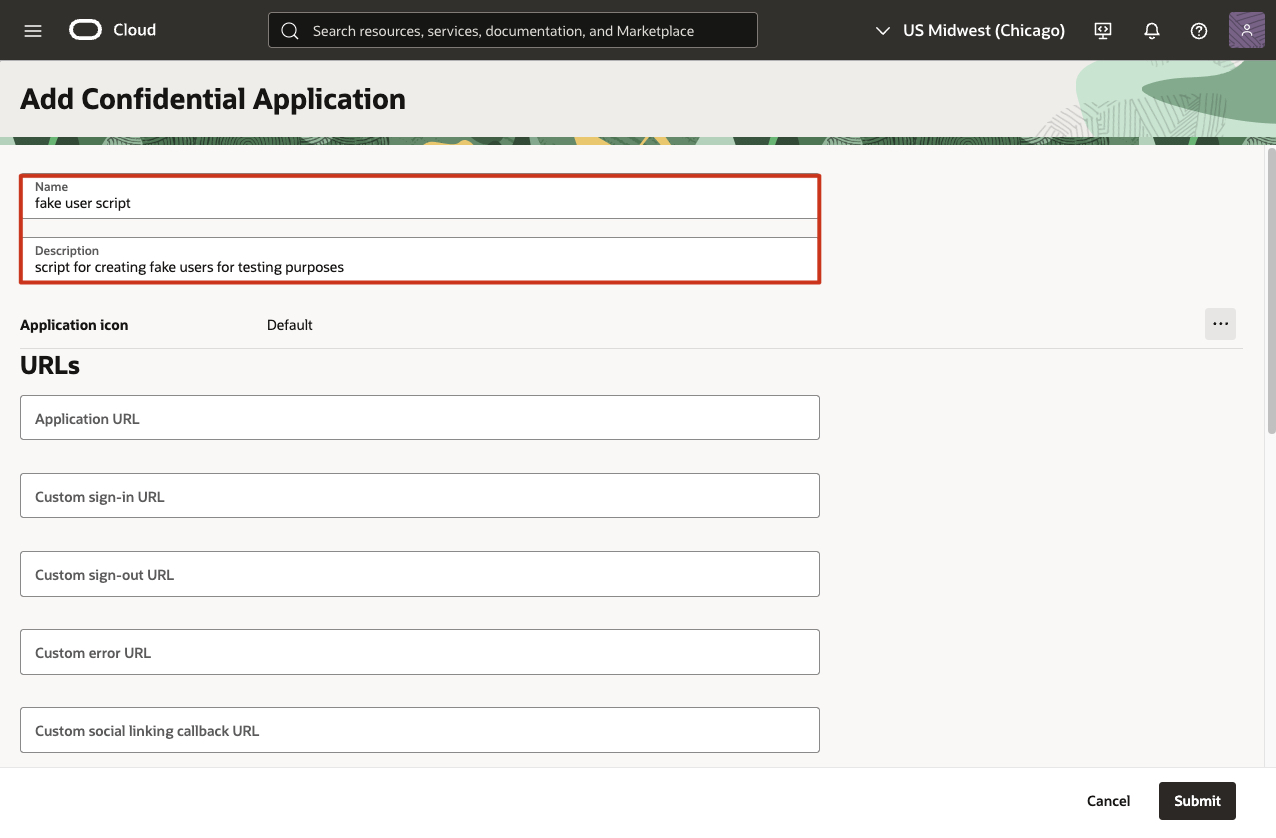 Cloud
Search resources, services, documentation, and Marketplace
US Midwest (Chicago)
Add Confidential Application
Name
fake user script
Description
script for creating fake users for testing purposes
Application icon Default
URLs
Application URL
Custom sign-in URL
Custom sign-out URL
Custom error URL
Custom social linking callback URL
Cancel Submit